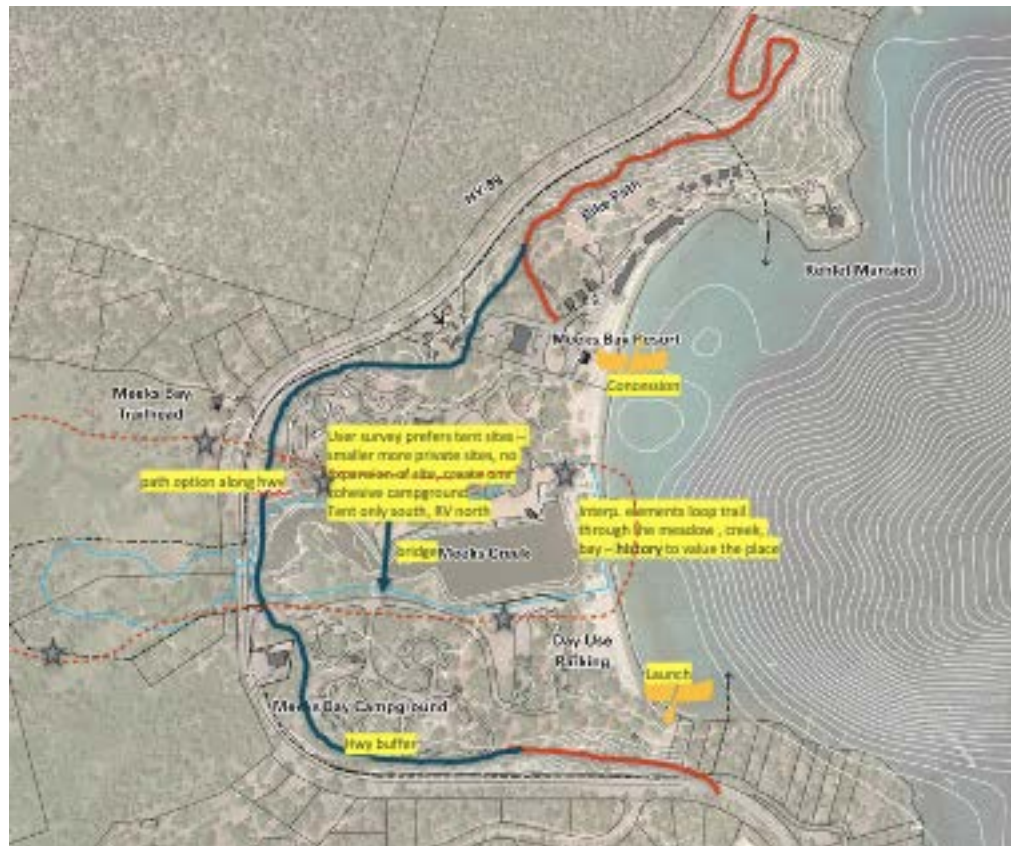 HY 89
Bike Path
Kehlet Mansion
Meeks Bay Resort
Concession
Meeks Bay
Trailhead
User survey prefers tent sites –
smaller more private sites, no
expansion of site, create one
cohesive campground –
Tent only south, RV north
path option along hwy
Interp. elements loop trail
through the meadow , creek,
bay – history to value the place
bridge
Meeks Creek
Day Use
Parking
Launch
Meeks Bay Campground
Hwy buffer